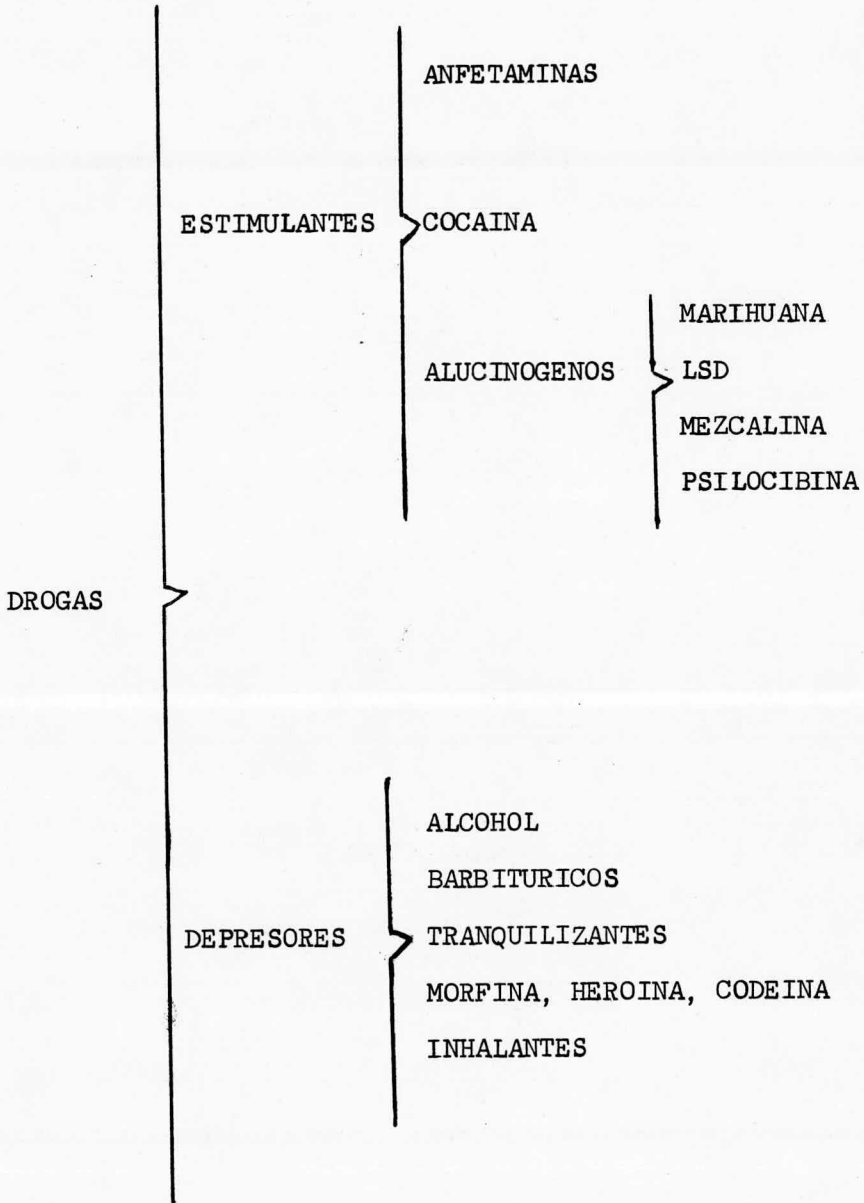 ANFETAMINAS
ESTIMULANTES COCAINA
MARIHUANA
ALUCINOGENOS LSD
MEZCALINA
PSILOCIBINA
DROGAS
ALCOHOL
BARBITURICOS
DEPRESORES TRANQUILIZANTES
MORFINA, HEROINA, CODEINA
INHALANTES